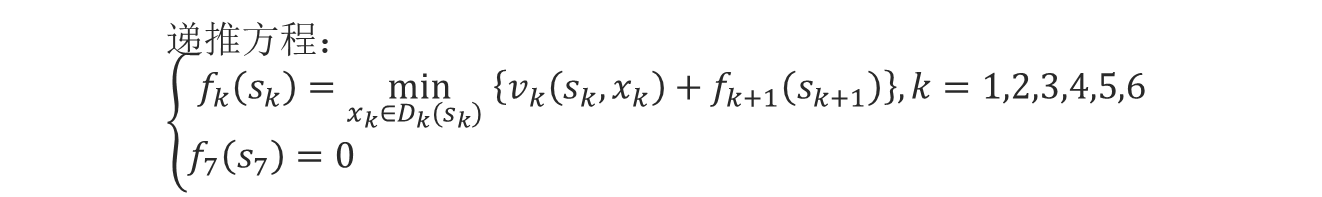 递推方程：
f_k(s_k) = min_{x_k∈D_k(s_k)} {v_k(s_k, x_k) + f_{k+1}(s_{k+1})}, k = 1,2,3,4,5,6
f_7(s_7) = 0